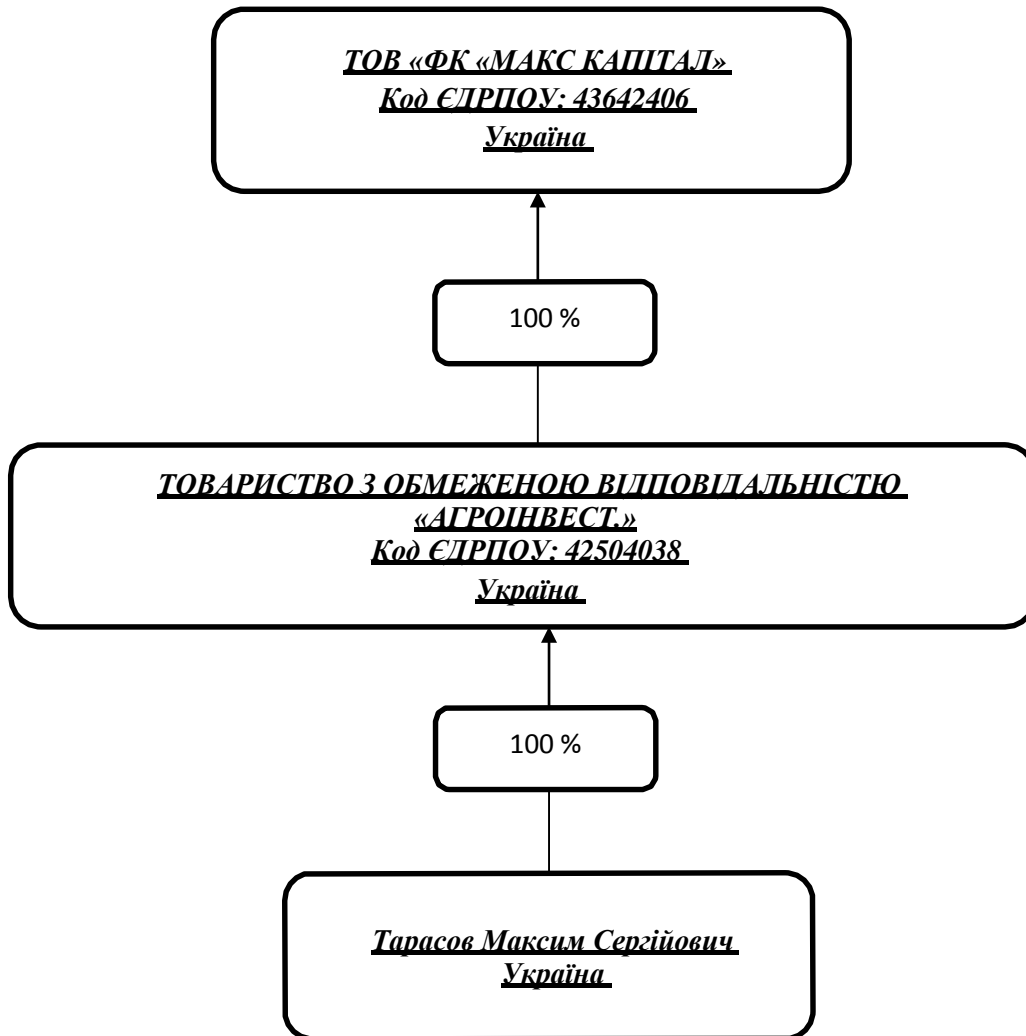 ТОВ «ФК «МАКС КАПІТАЛ»
Код ЄДРПОУ: 43642406
Україна
100 %
ТОВАРИСТВО З ОБМЕЖЕНОЮ ВІДПОВІДАЛЬНІСТЮ
«АГРОІНВЕСТ.»
Код ЄДРПОУ: 42504038
Україна
100 %
Тарасов Максим Сергійович
Україна